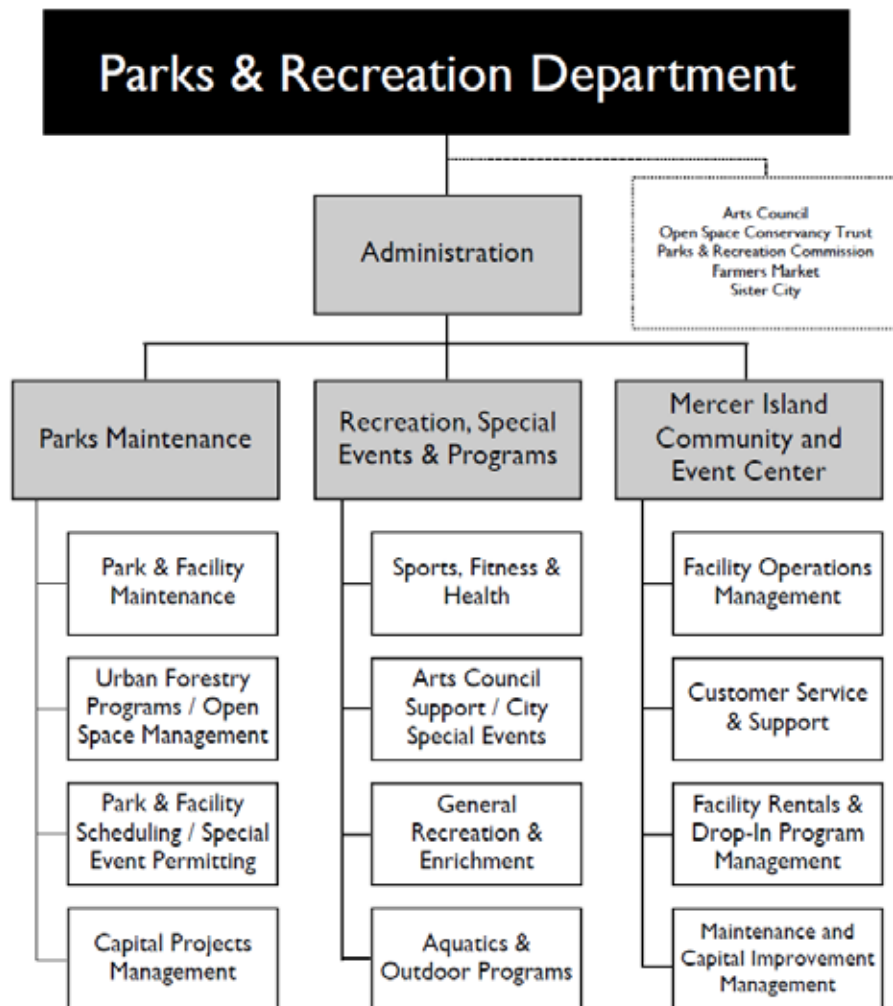 Parks & Recreation Department
Arts Council
Open Space Conservancy Trust
Parks & Recreation Commission
Farmers Market
Sister City
Administration
Parks Maintenance
Recreation, Special
Events & Programs
Mercer Island
Community and
Event Center
Park & Facility
Maintenance
Urban Forestry
Programs / Open
Space Management
Park & Facility
Scheduling / Special
Event Permitting
Capital Projects
Management
Sports, Fitness &
Health
Arts Council
Support / City
Special Events
General
Recreation &
Enrichment
Aquatics &
Outdoor Programs
Facility Operations
Management
Customer Service
& Support
Facility Rentals &
Drop-In Program
Management
Maintenance and
Capital Improvement
Management